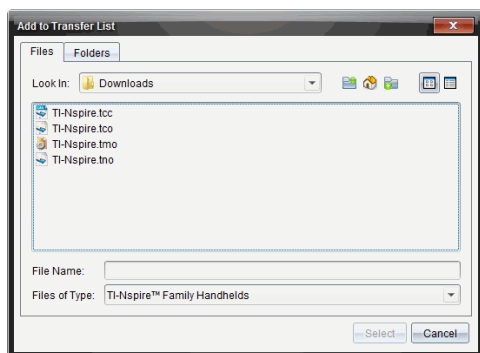 Add to Transfer List
Files Folders
Look In: Downloads
TI-Nspire.tcc
TI-Nspire.tco
TI-Nspire.tmo
TI-Nspire.tno
File Name:
Files of Type: TI-Nspire™ Family Handhelds
Select Cancel